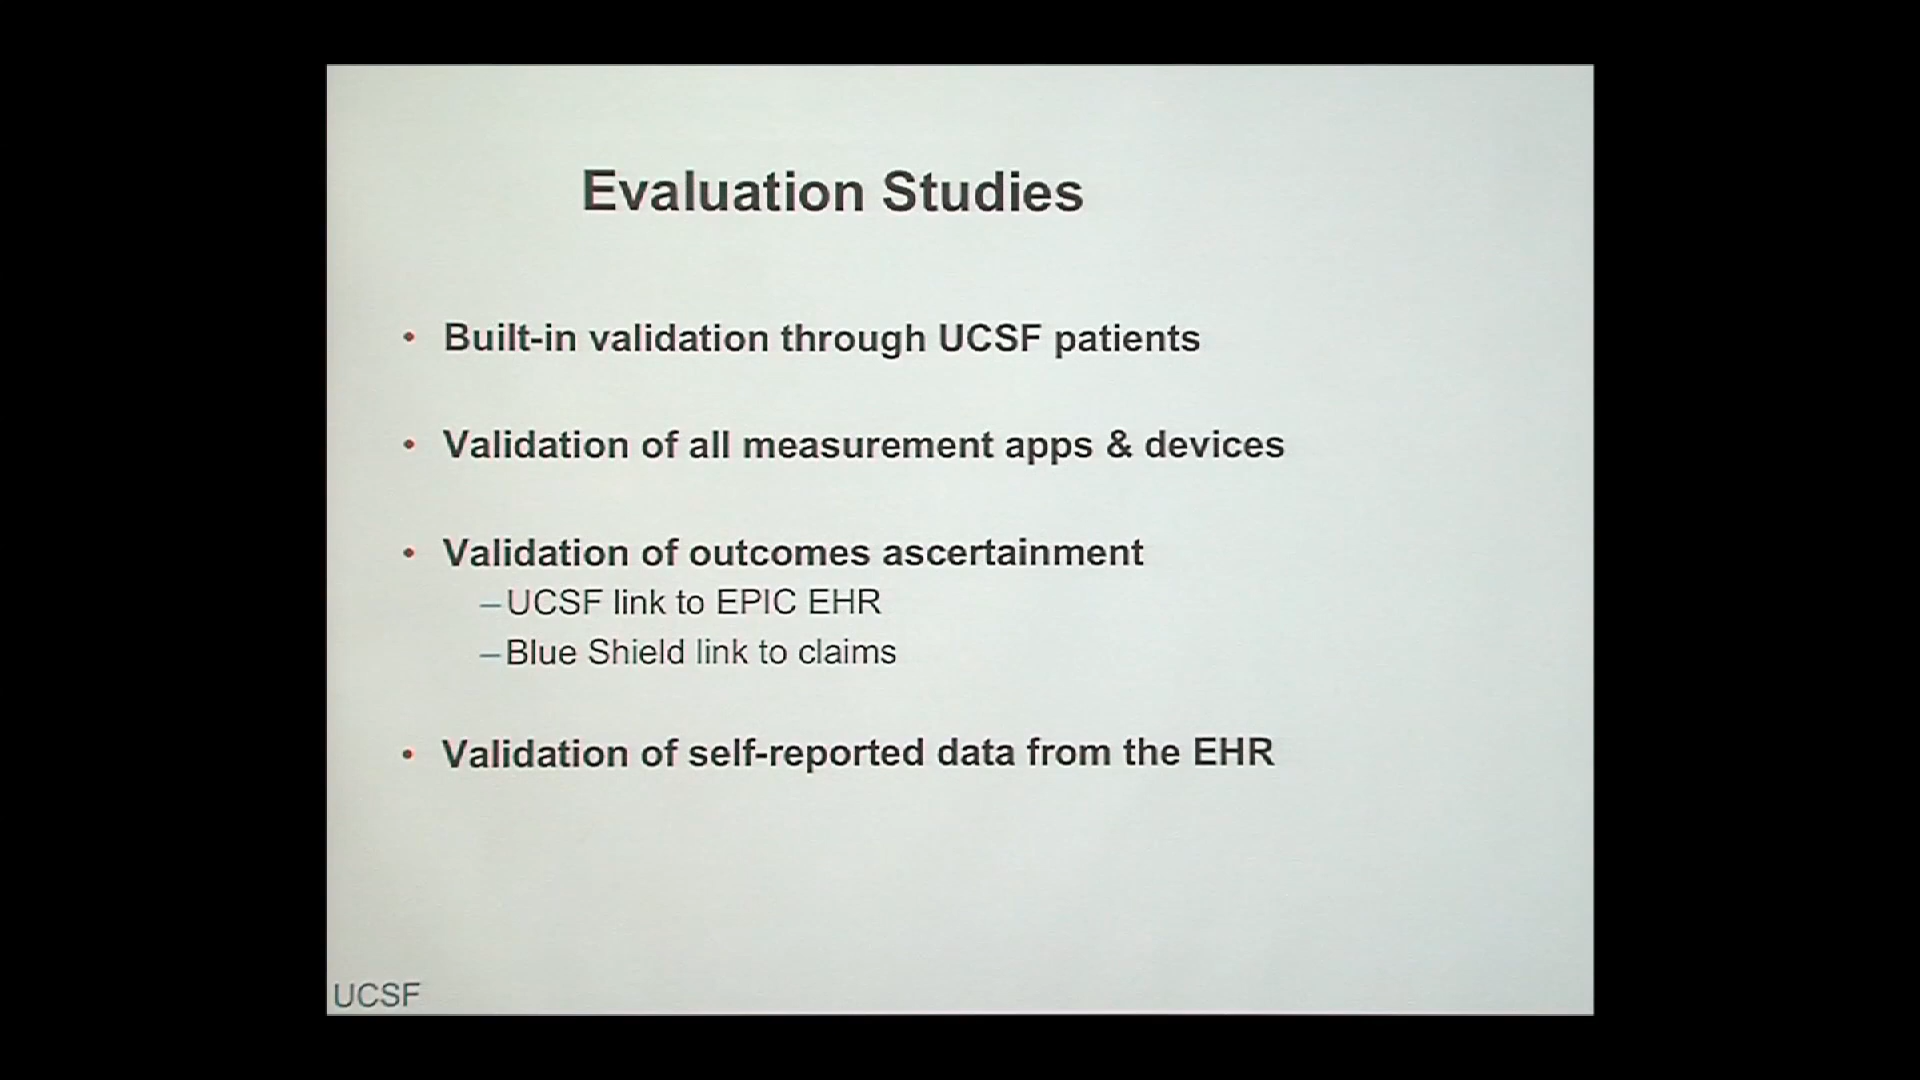 Evaluation Studies
• Built-in validation through UCSF patients
• Validation of all measurement apps & devices
• Validation of outcomes ascertainment
–UCSF link to EPIC EHR
–Blue Shield link to claims
• Validation of self-reported data from the EHR
UCSF